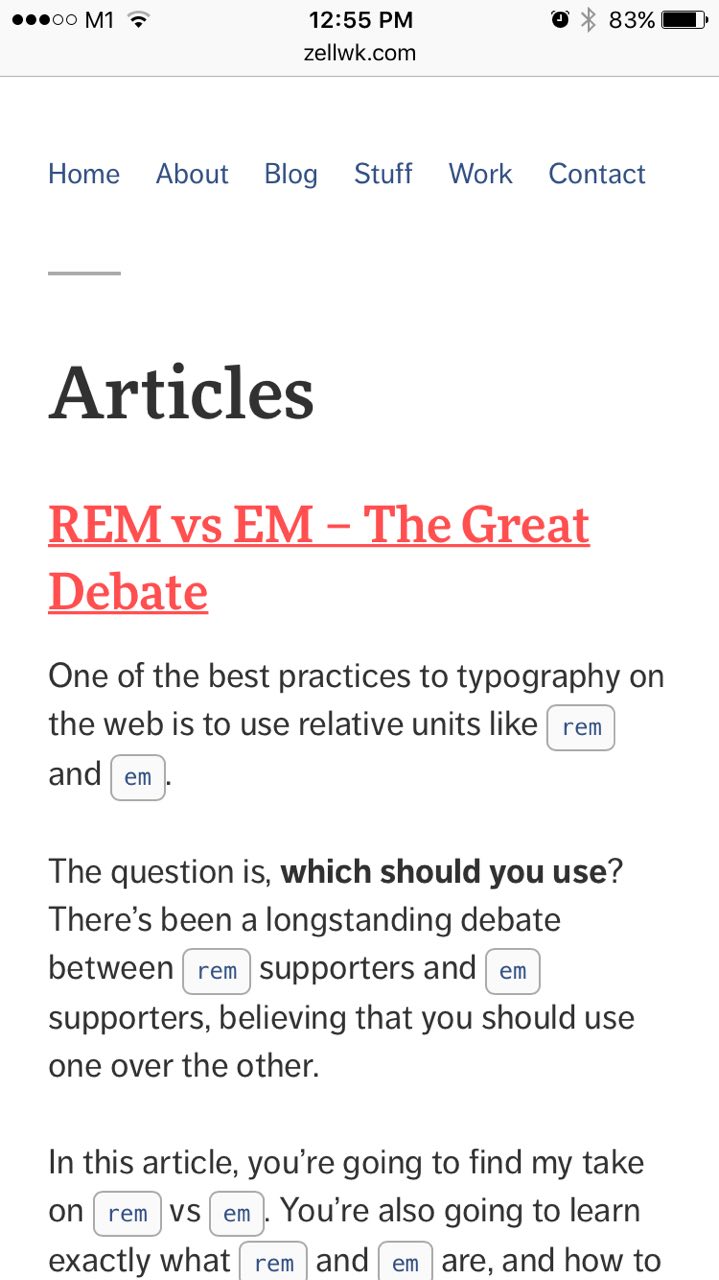 M1 12:55 PM 83%
zellwk.com
Home About Blog Stuff Work Contact
Articles
REM vs EM – The Great
Debate
One of the best practices to typography on
the web is to use relative units like rem
and em.
The question is, which should you use?
There’s been a longstanding debate
between rem supporters and em
supporters, believing that you should use
one over the other.
In this article, you’re going to find my take
on rem vs em. You’re also going to learn
exactly what rem and em are, and how to